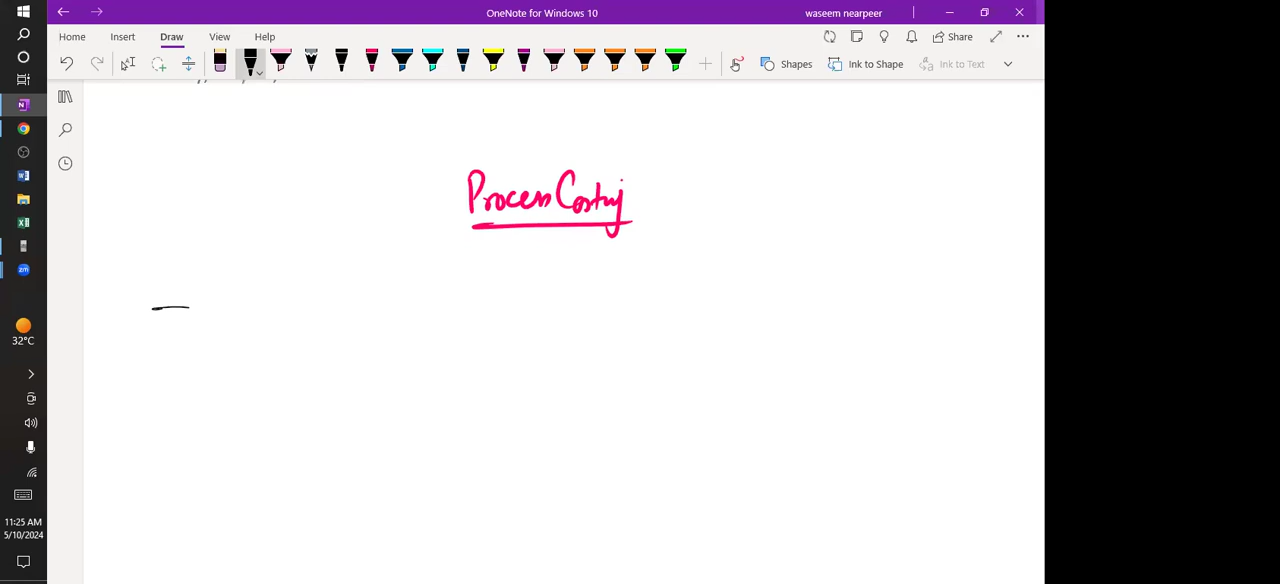 OneNote for Windows 10
waseem nearpeer
Home Insert Draw View Help
Share
Shapes
Ink to Shape
Ink to Text
Process Costing
32°C
11:25 AM
5/10/2024